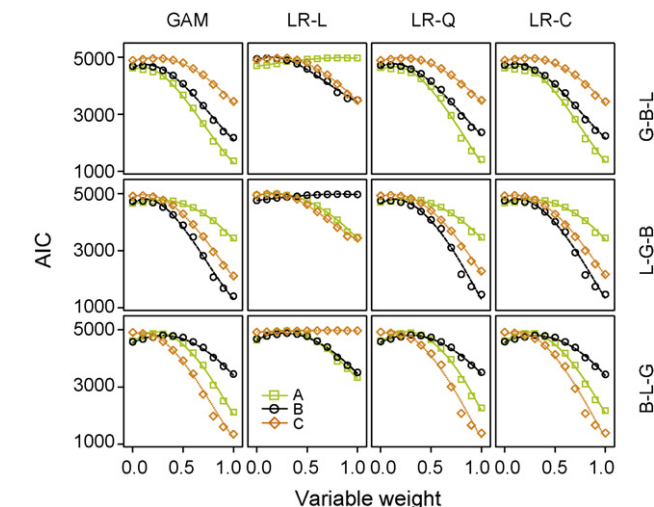 GAM LR-L LR-Q LR-C
5000
3000
1000
G-B-L
5000
3000
1000
L-G-B
AIC
5000
3000
1000
B-L-G
A
B
C
0.0 0.5 1.0 0.0 0.5 1.0 0.0 0.5 1.0 0.0 0.5 1.0
Variable weight